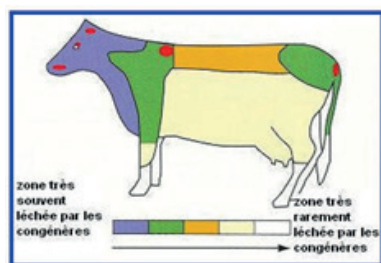 zone très
souvent
léchée par les
congénères
zone très
rarement
léchée par les
congénères